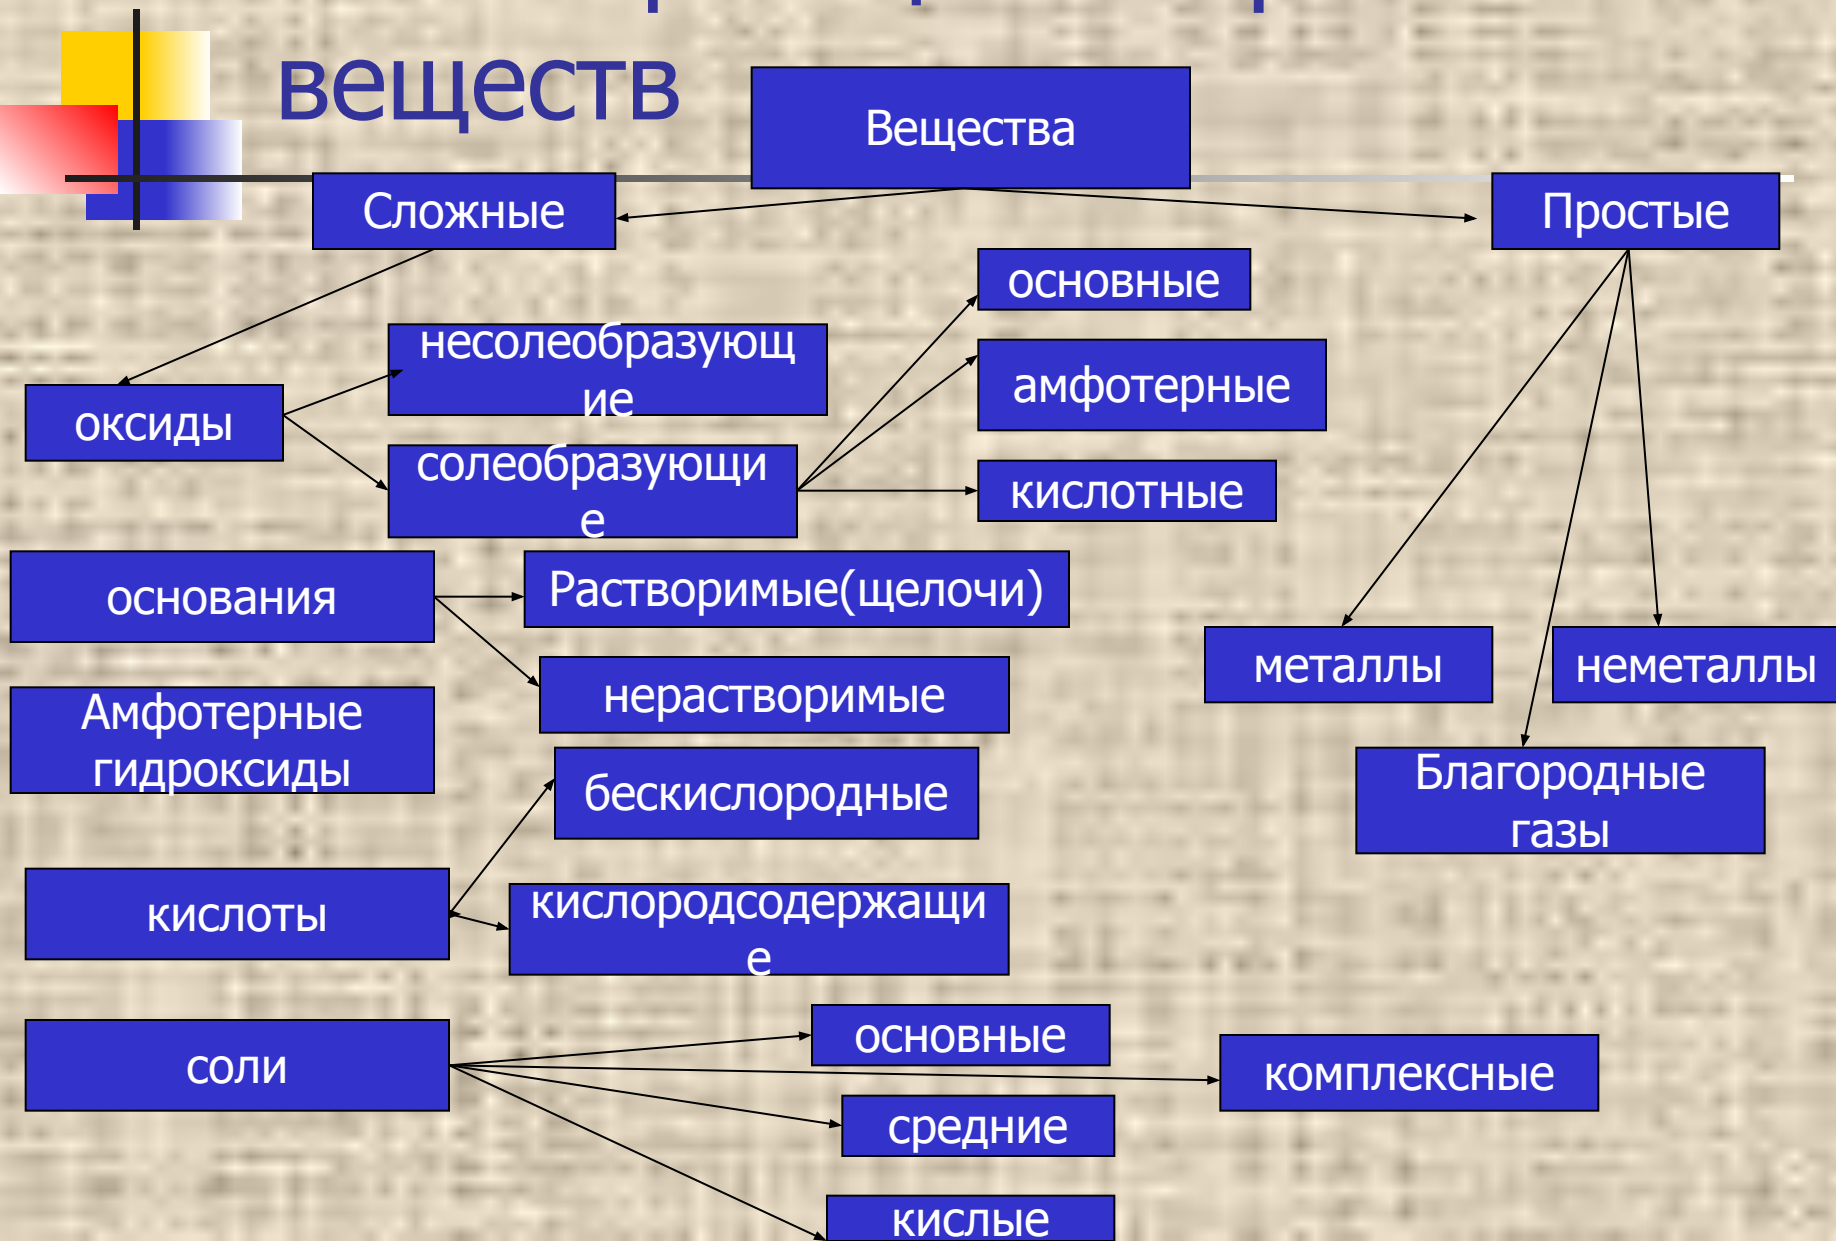 веществ
Вещества
Сложные
Простые
основные
несолеобразующ
ие
амфотерные
оксиды
солеобразующи
е
кислотные
основания
Растворимые(щелочи)
нерастворимые
металлы
неметаллы
Амфотерные
гидроксиды
бескислородные
Благородные
газы
кислоты
кислородсодержащи
е
соли
основные
комплексные
средние
кислые